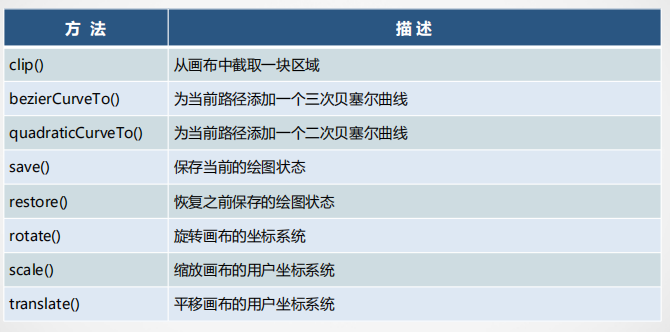 方 法 描 述
clip() 从画布中截取一块区域
bezierCurveTo() 为当前路径添加一个三次贝塞尔曲线
quadraticCurveTo() 为当前路径添加一个二次贝塞尔曲线
save() 保存当前的绘图状态
restore() 恢复之前保存的绘图状态
rotate() 旋转画布的坐标系统
scale() 缩放画布的用户坐标系统
translate() 平移画布的用户坐标系统